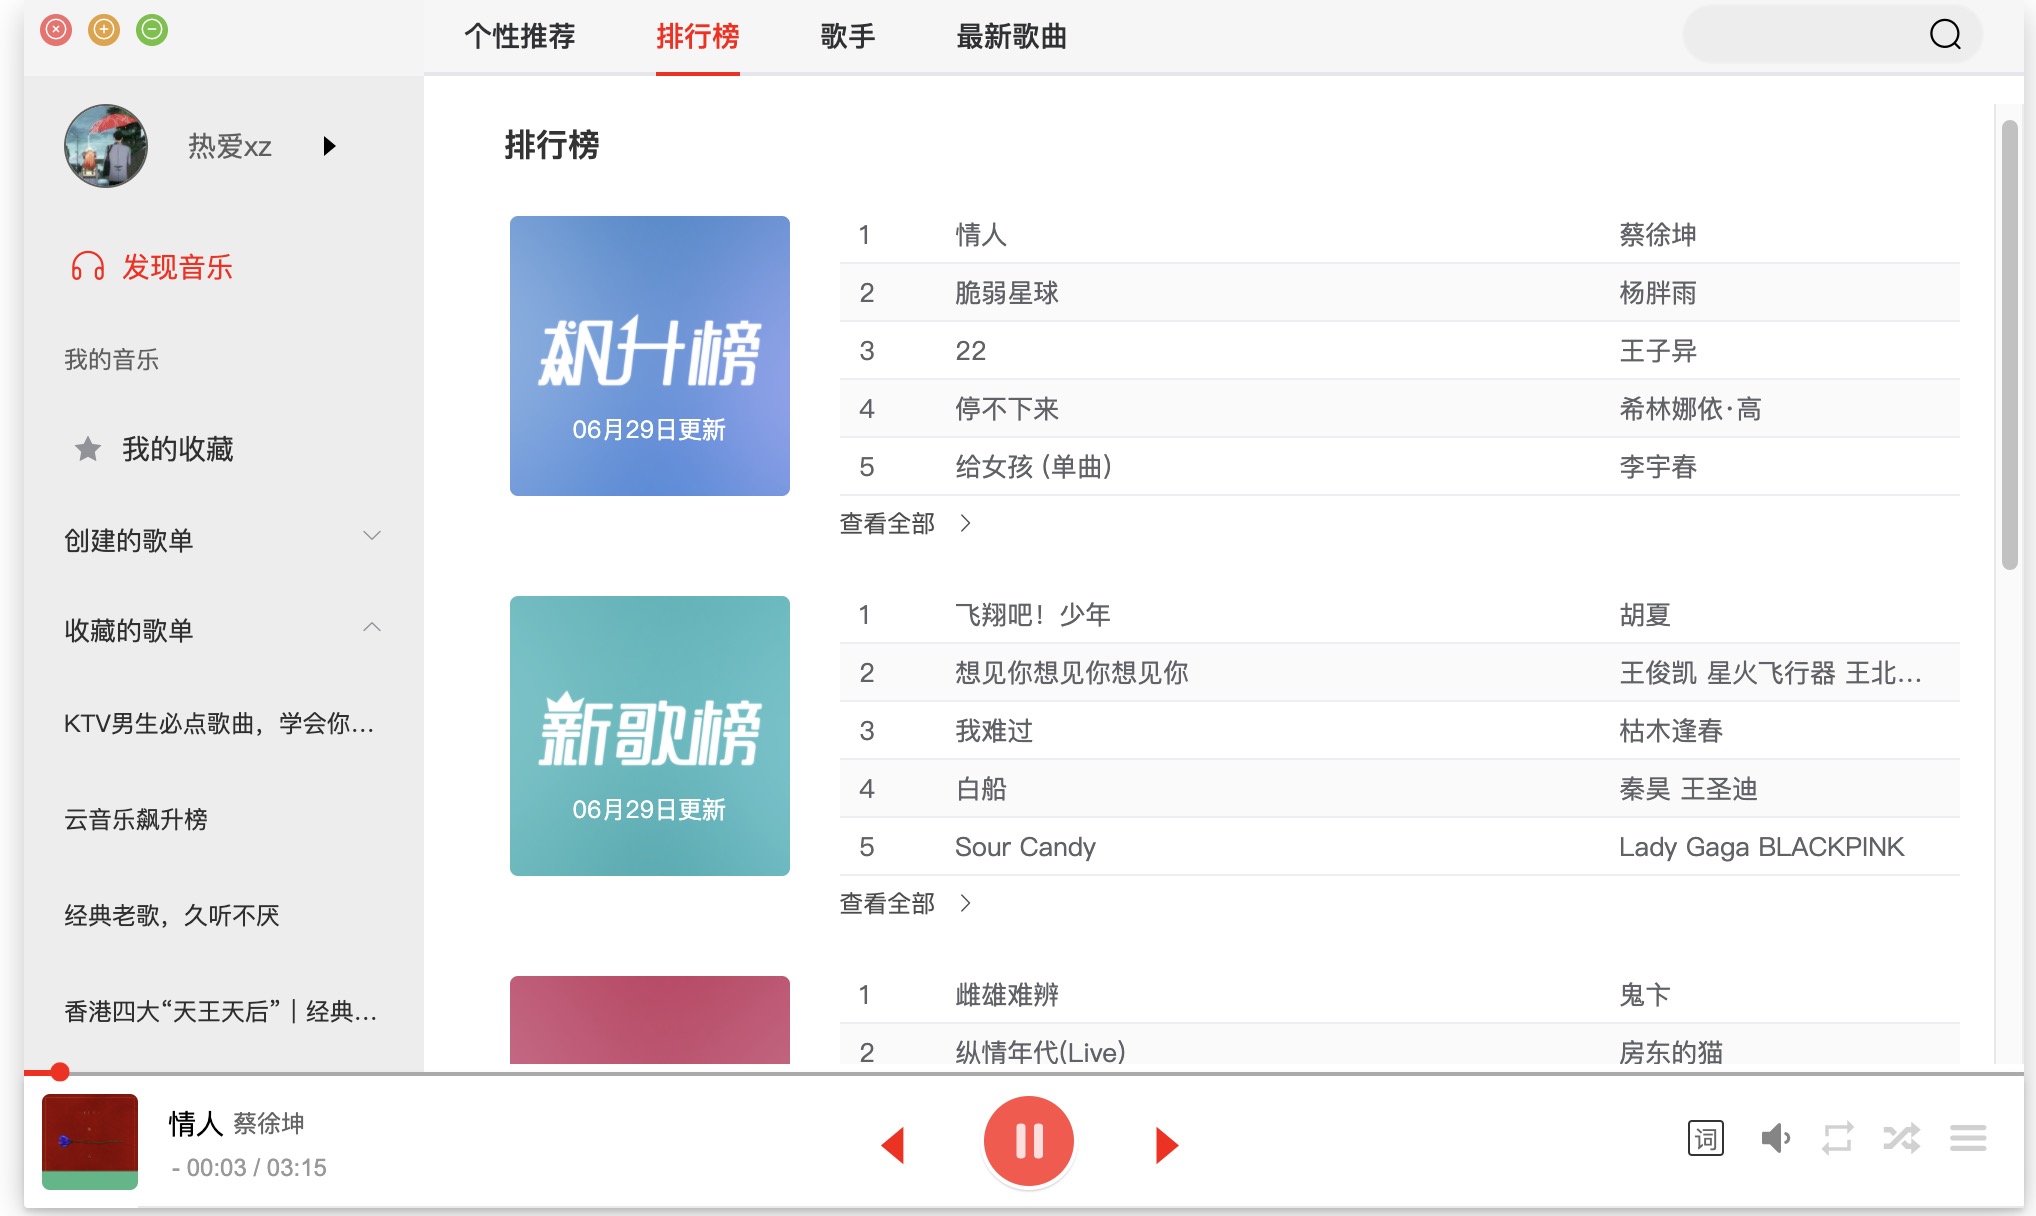 个性推荐 排行榜 歌手 最新歌曲
热爱xz
发现音乐
我的音乐
我的收藏
创建的歌单
收藏的歌单
KTV男生必点歌曲，学会你...
云音乐飙升榜
经典老歌，久听不厌
香港四大“天王天后”｜经典...
排行榜
飙升榜
06月29日更新
1 情人 蔡徐坤
2 脆弱星球 杨胖雨
3 22 王子异
4 停不下来 希林娜依·高
5 给女孩 (单曲) 李宇春
查看全部
新歌榜
06月29日更新
1 飞翔吧！少年 胡夏
2 想见你想见你想见你 王俊凯 星火飞行器 王北...
3 我难过 枯木逢春
4 白船 秦昊 王圣迪
5 Sour Candy Lady Gaga BLACKPINK
查看全部
1 雌雄难辨 鬼卞
2 纵情年代(Live) 房东的猫
情人 蔡徐坤
- 00:03 / 03:15
词